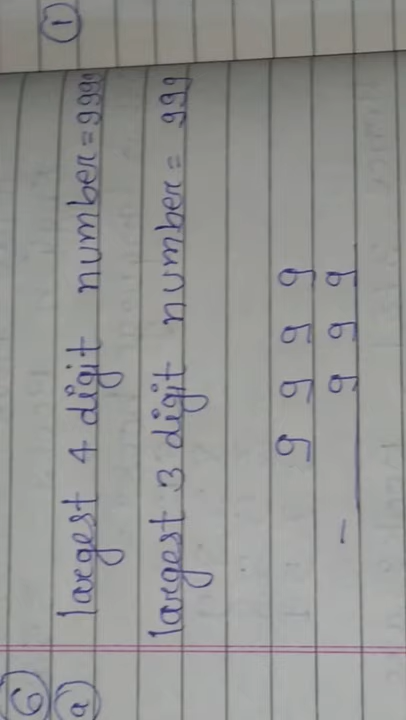 6
a) largest 4 digit number = 9999
largest 3 digit number = 999
9 9 9 9
- 9 9 9
1